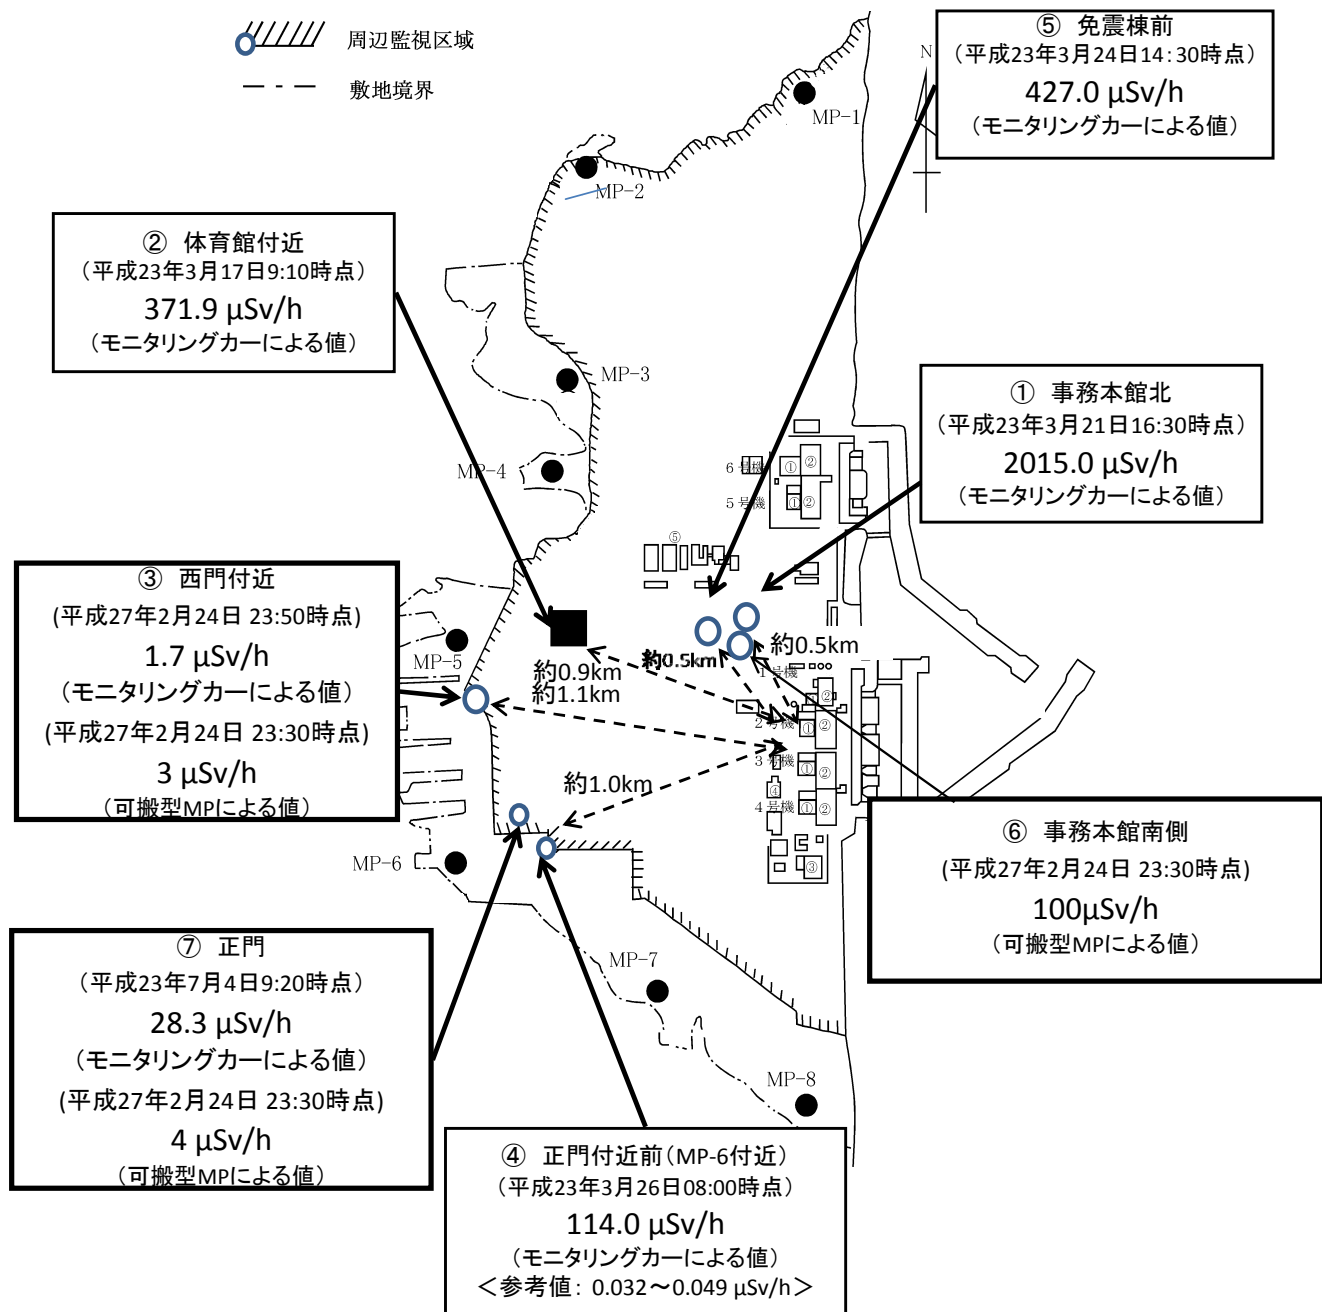 周辺監視区域
敷地境界
⑤ 免震棟前
(平成23年3月24日14:30時点)
427.0 μSv/h
(モニタリングカーによる値)
N
MP-1
MP-2
② 体育館付近
(平成23年3月17日9:10時点)
371.9 μSv/h
(モニタリングカーによる値)
MP-3
① 事務本館北
(平成23年3月21日16:30時点)
2015.0 μSv/h
(モニタリングカーによる値)
MP-4
6号機
① ②
5号機
① ②
⑤
③ 西門付近
(平成27年2月24日 23:50時点)
1.7 μSv/h
(モニタリングカーによる値)
(平成27年2月24日 23:30時点)
3 μSv/h
(可搬型MPによる値)
MP-5
約0.9km
約1.1km
約0.5km
約0.5km
1号機
②
2号機
① ②
3号機
① ②
④
4号機
① ②
③
約1.0km
MP-6
⑥ 事務本館南側
(平成27年2月24日 23:30時点)
100μSv/h
(可搬型MPによる値)
⑦ 正門
(平成23年7月4日9:20時点)
28.3 μSv/h
(モニタリングカーによる値)
(平成27年2月24日 23:30時点)
4 μSv/h
(可搬型MPによる値)
MP-7
MP-8
④ 正門付近前(MP-6付近)
(平成23年3月26日08:00時点)
114.0 μSv/h
(モニタリングカーによる値)
<参考値: 0.032~0.049 μSv/h>